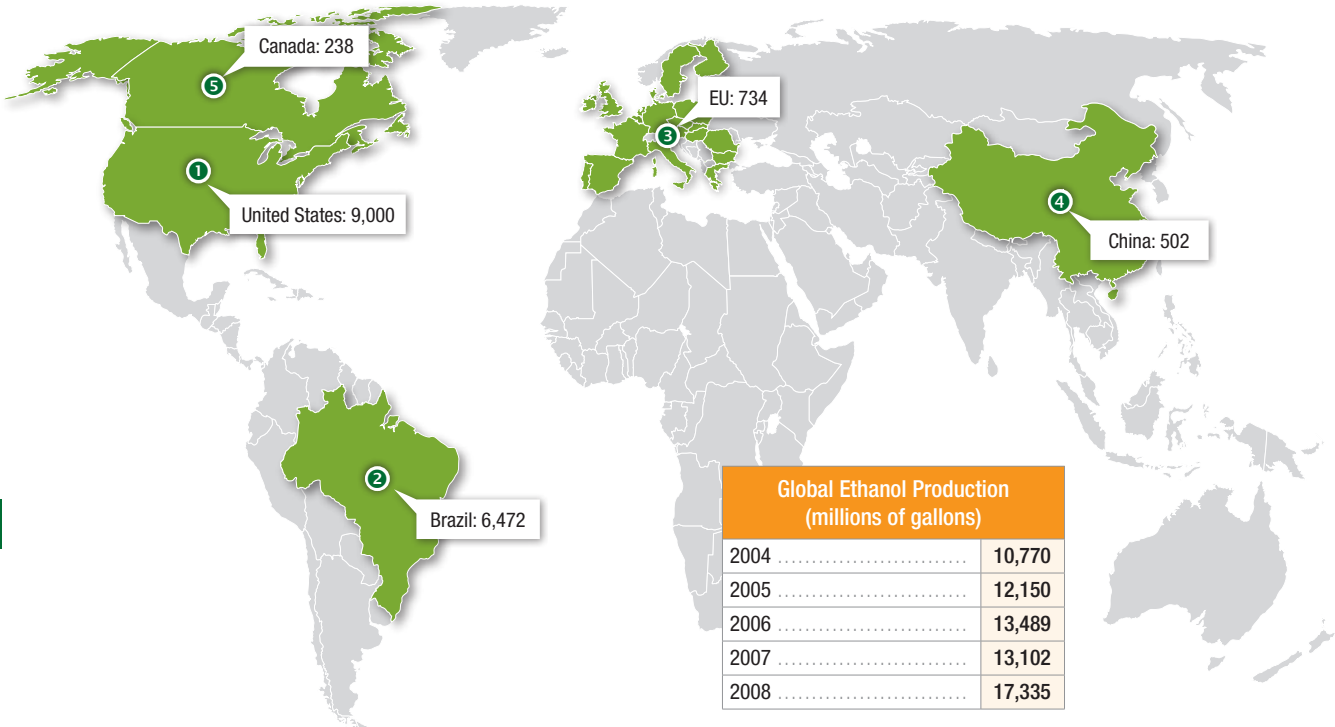 Canada: 238
5
EU: 734
3
1
United States: 9,000
4
China: 502
2
Brazil: 6,472
Global Ethanol Production
(millions of gallons)
2004 ........................... 10,770
2005 ........................... 12,150
2006 ........................... 13,489
2007 ........................... 13,102
2008 ........................... 17,335